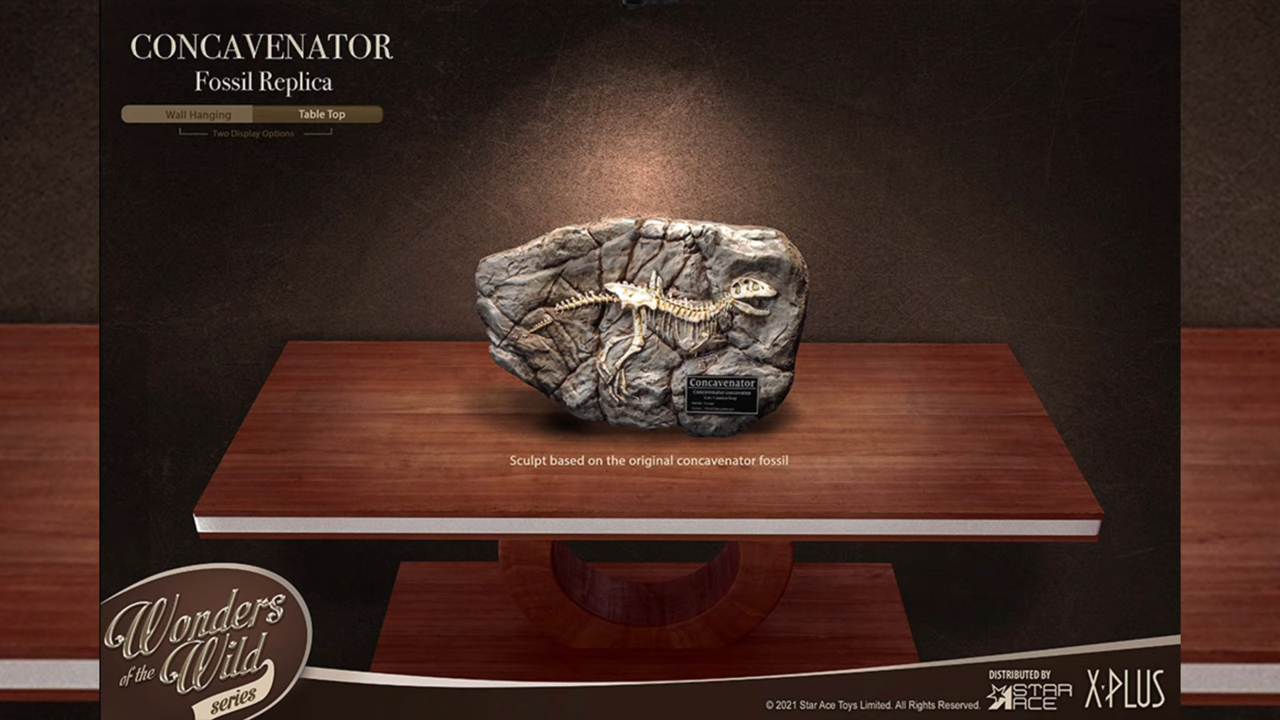 CONCAVENATOR
Fossil Replica
Wall Hanging
Table Top
Two Display Options
Concavenator
Sculpt based on the original concavenator fossil
Wonders
of the Wild
series
DISTRIBUTED BY
STAR ACE
X-PLUS
© 2021 Star Ace Toys Limited. All Rights Reserved.